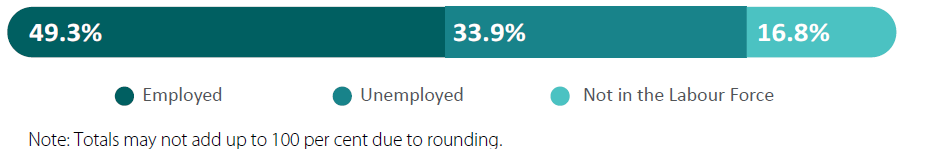 49.3% 33.9% 16.8%
Employed Unemployed Not in the Labour Force
Note: Totals may not add up to 100 per cent due to rounding.